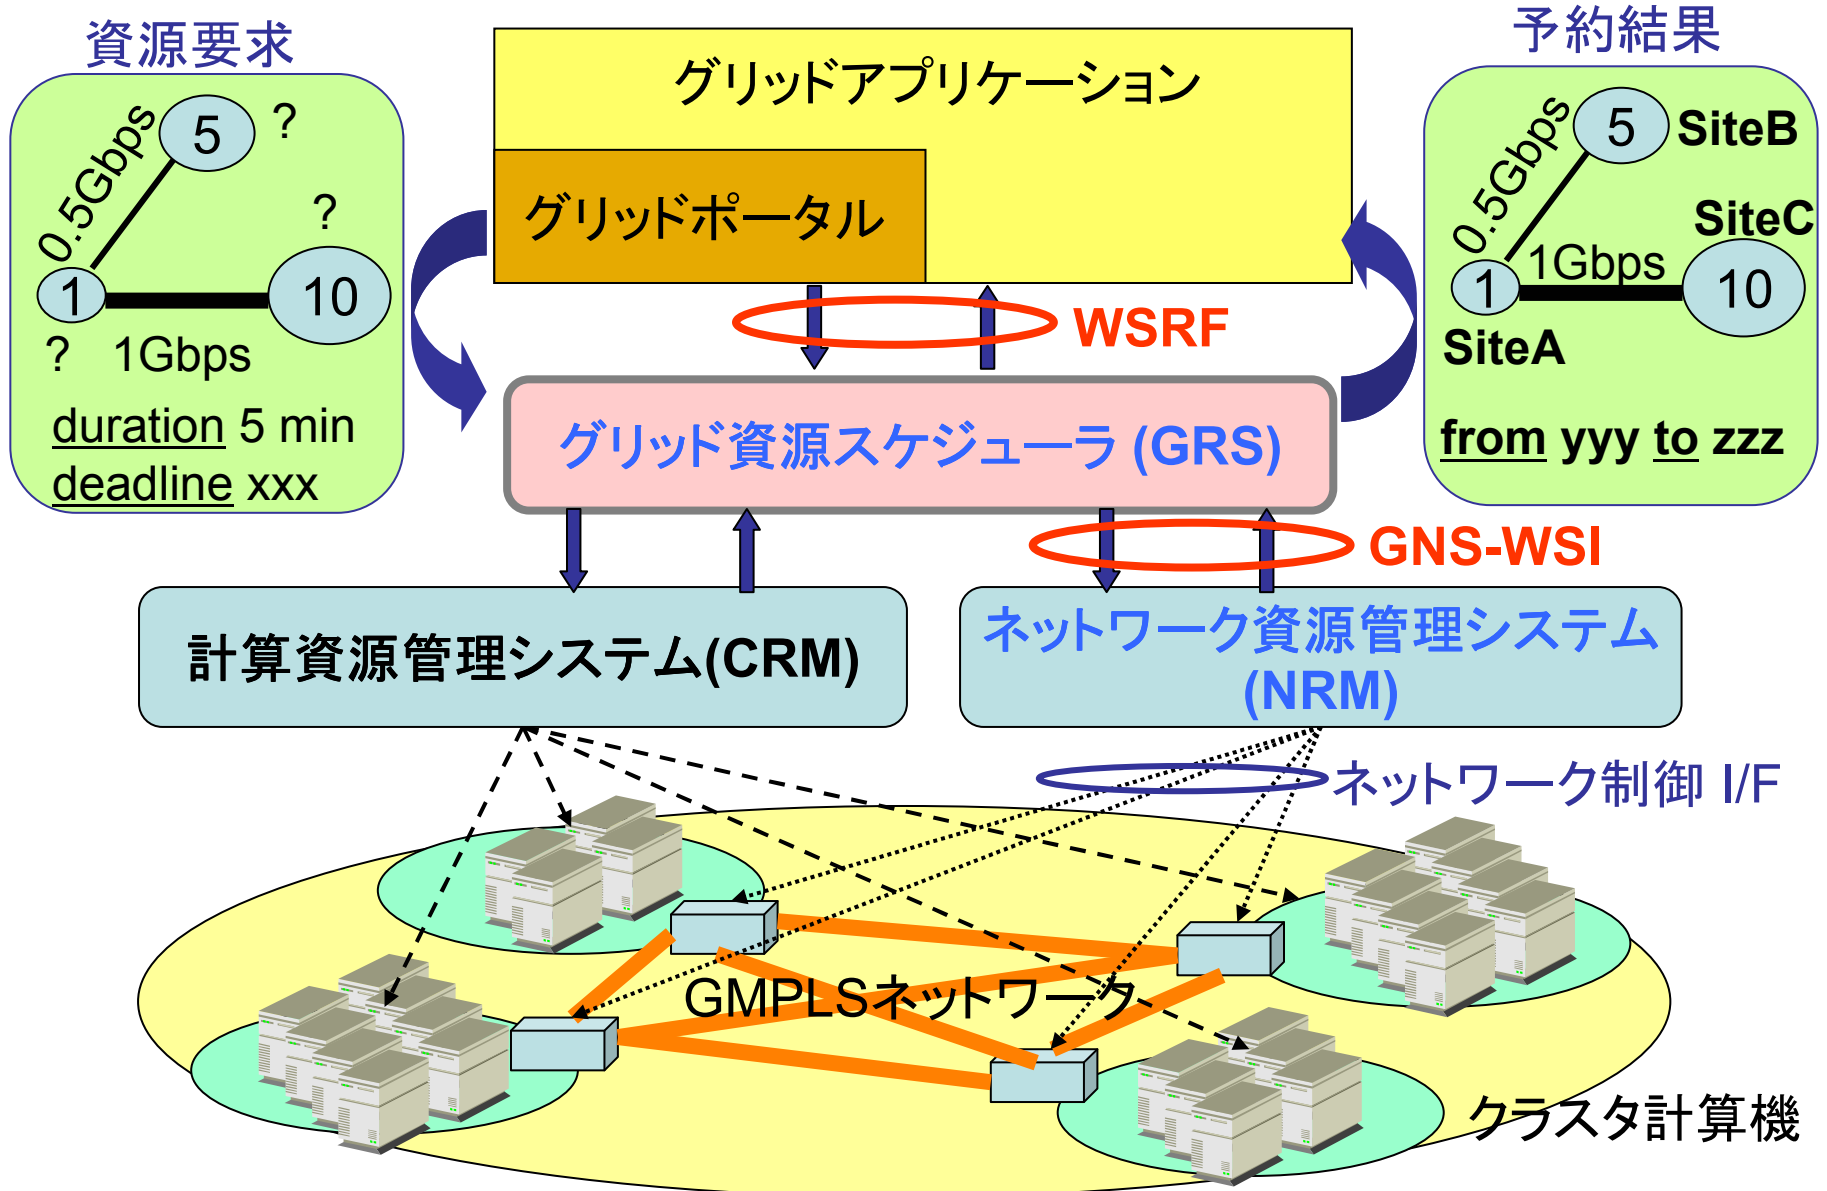 資源要求
5
?
0.5Gbps
?
1
10
?
1Gbps
duration 5 min
deadline xxx
グリッドアプリケーション
グリッドポータル
WSRF
グリッド資源スケジューラ (GRS)
予約結果
5
SiteB
0.5Gbps
SiteC
1Gbps
1
10
SiteA
from yyy to zzz
GNS-WSI
計算資源管理システム(CRM)
ネットワーク資源管理システム
(NRM)
ネットワーク制御 I/F
GMPLSネットワーク
クラスタ計算機